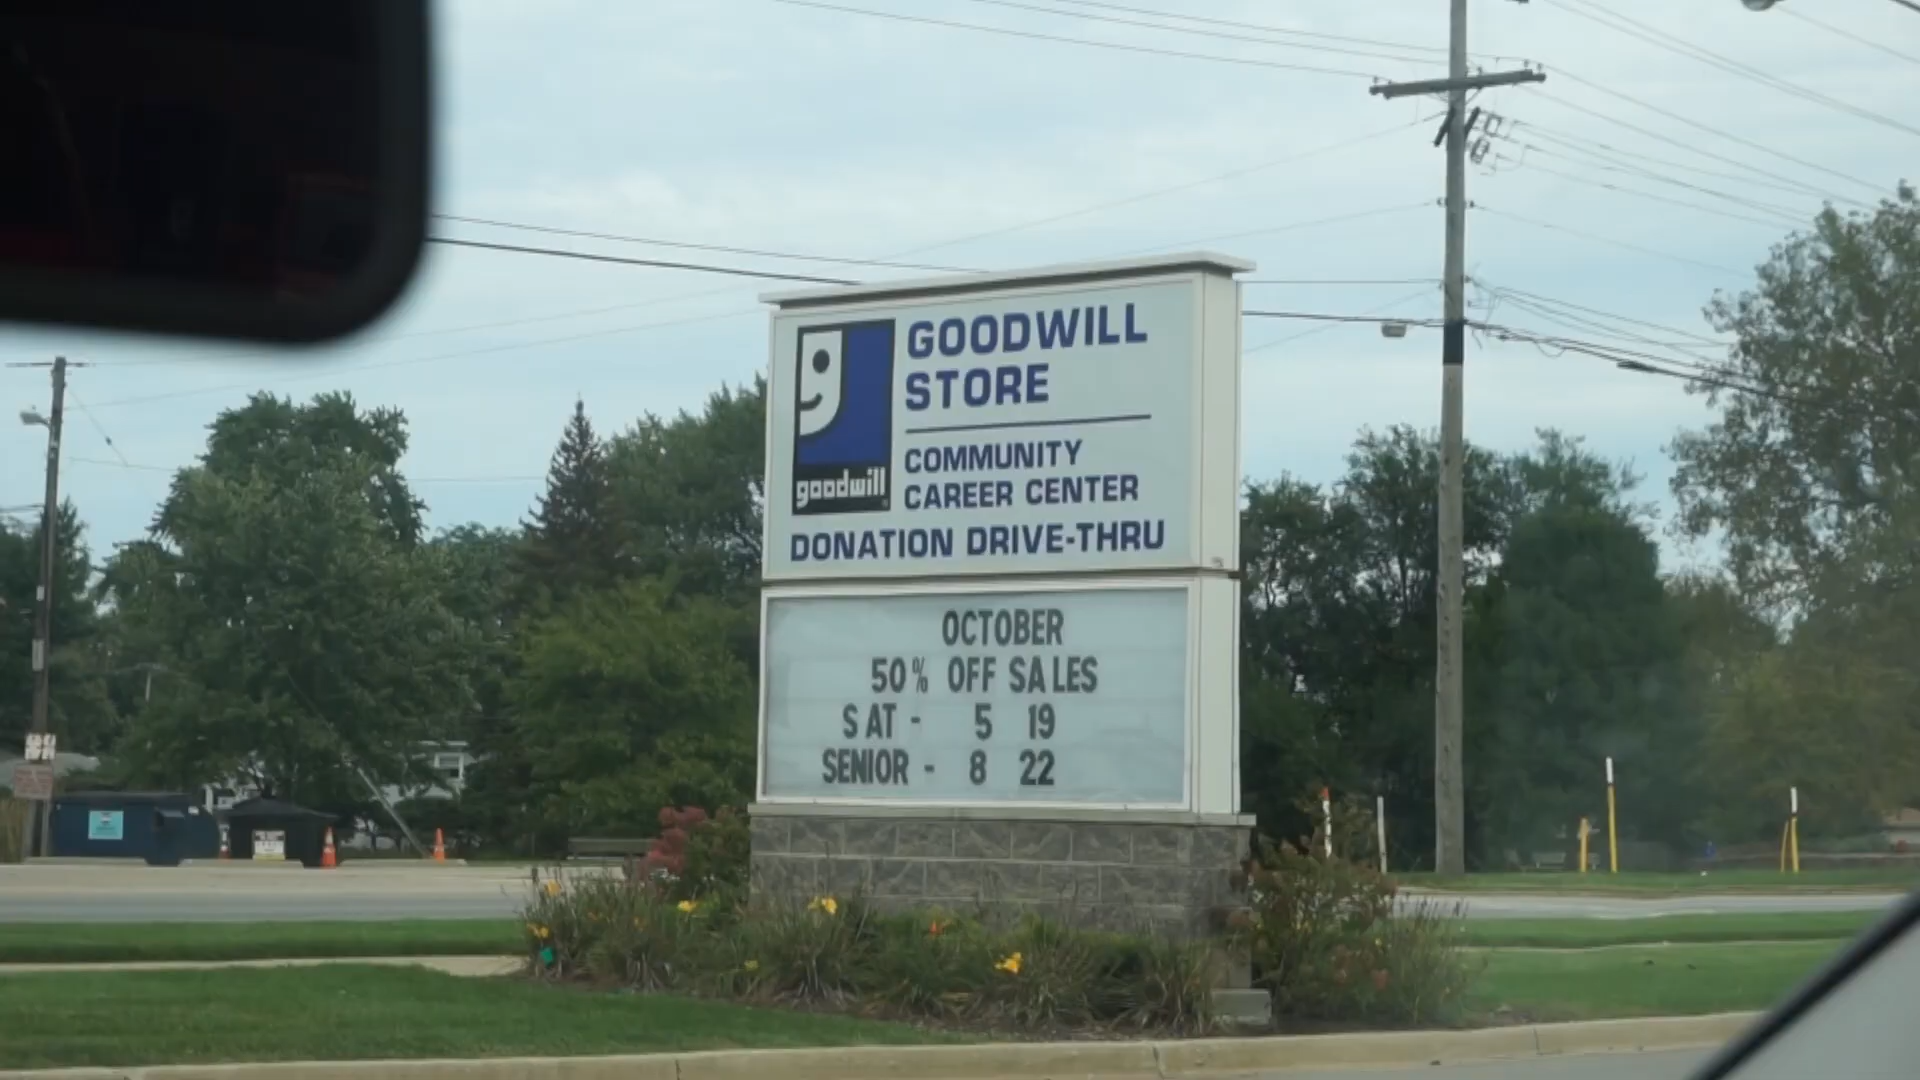 GOODWILL
STORE
COMMUNITY
CAREER CENTER
goodwill
DONATION DRIVE-THRU
OCTOBER
50% OFF SALES
SAT - 5 19
SENIOR - 8 22